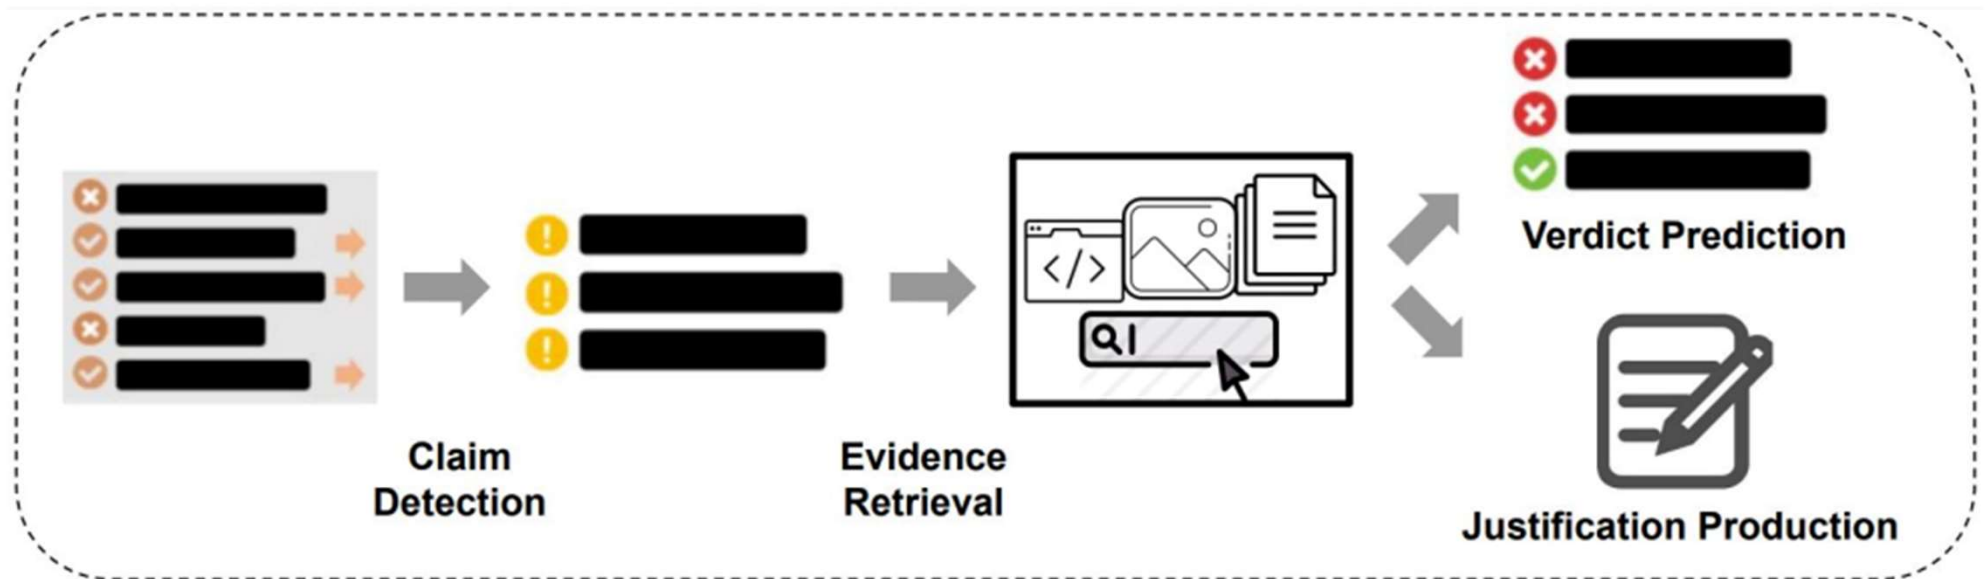 Claim
Detection
Evidence
Retrieval
</>
Verdict Prediction
Justification Production